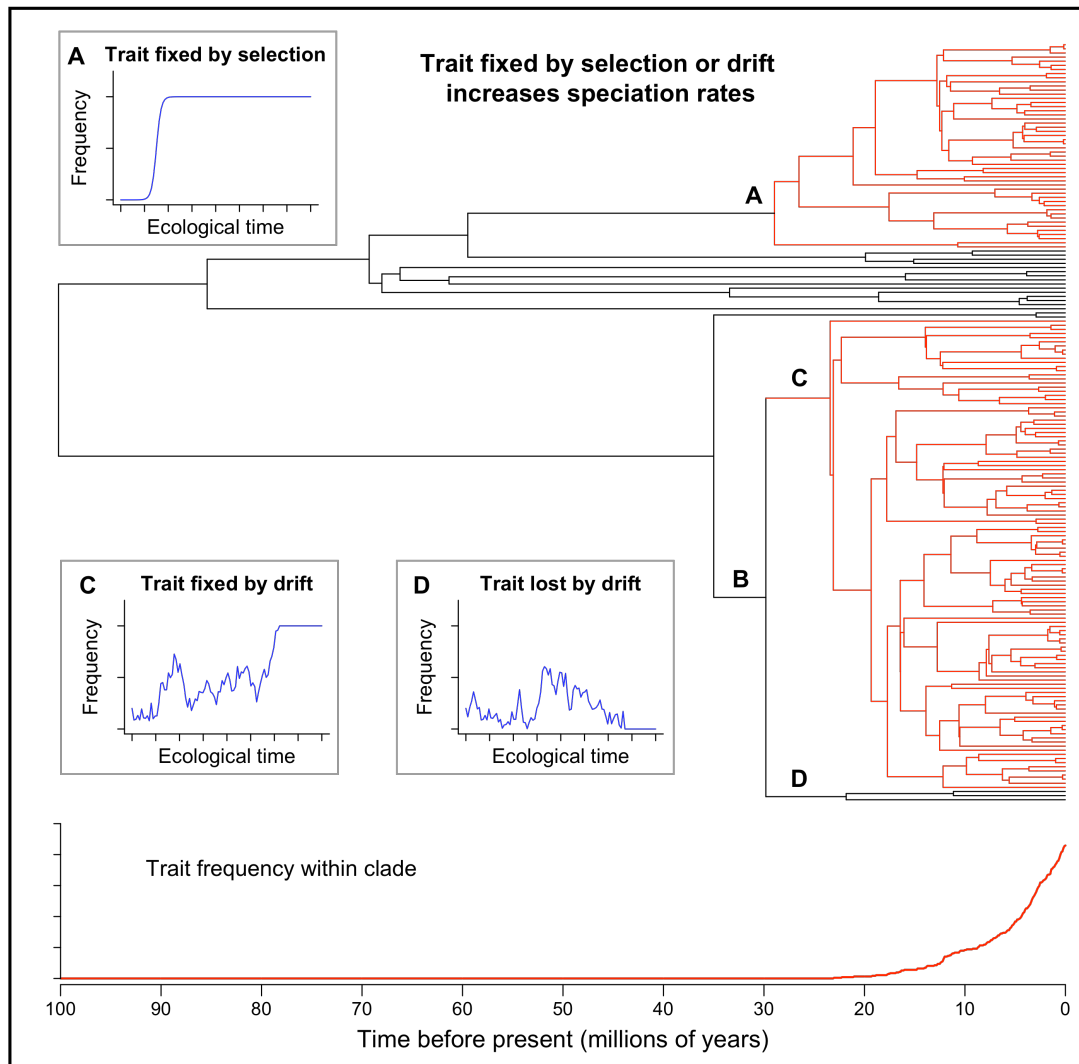 A Trait fixed by selection
Frequency
Ecological time
Trait fixed by selection or drift
increases speciation rates
A
C
B
D
C Trait fixed by drift
Frequency
Ecological time
D Trait lost by drift
Frequency
Ecological time
Trait frequency within clade
100 90 80 70 60 50 40 30 20 10 0
Time before present (millions of years)